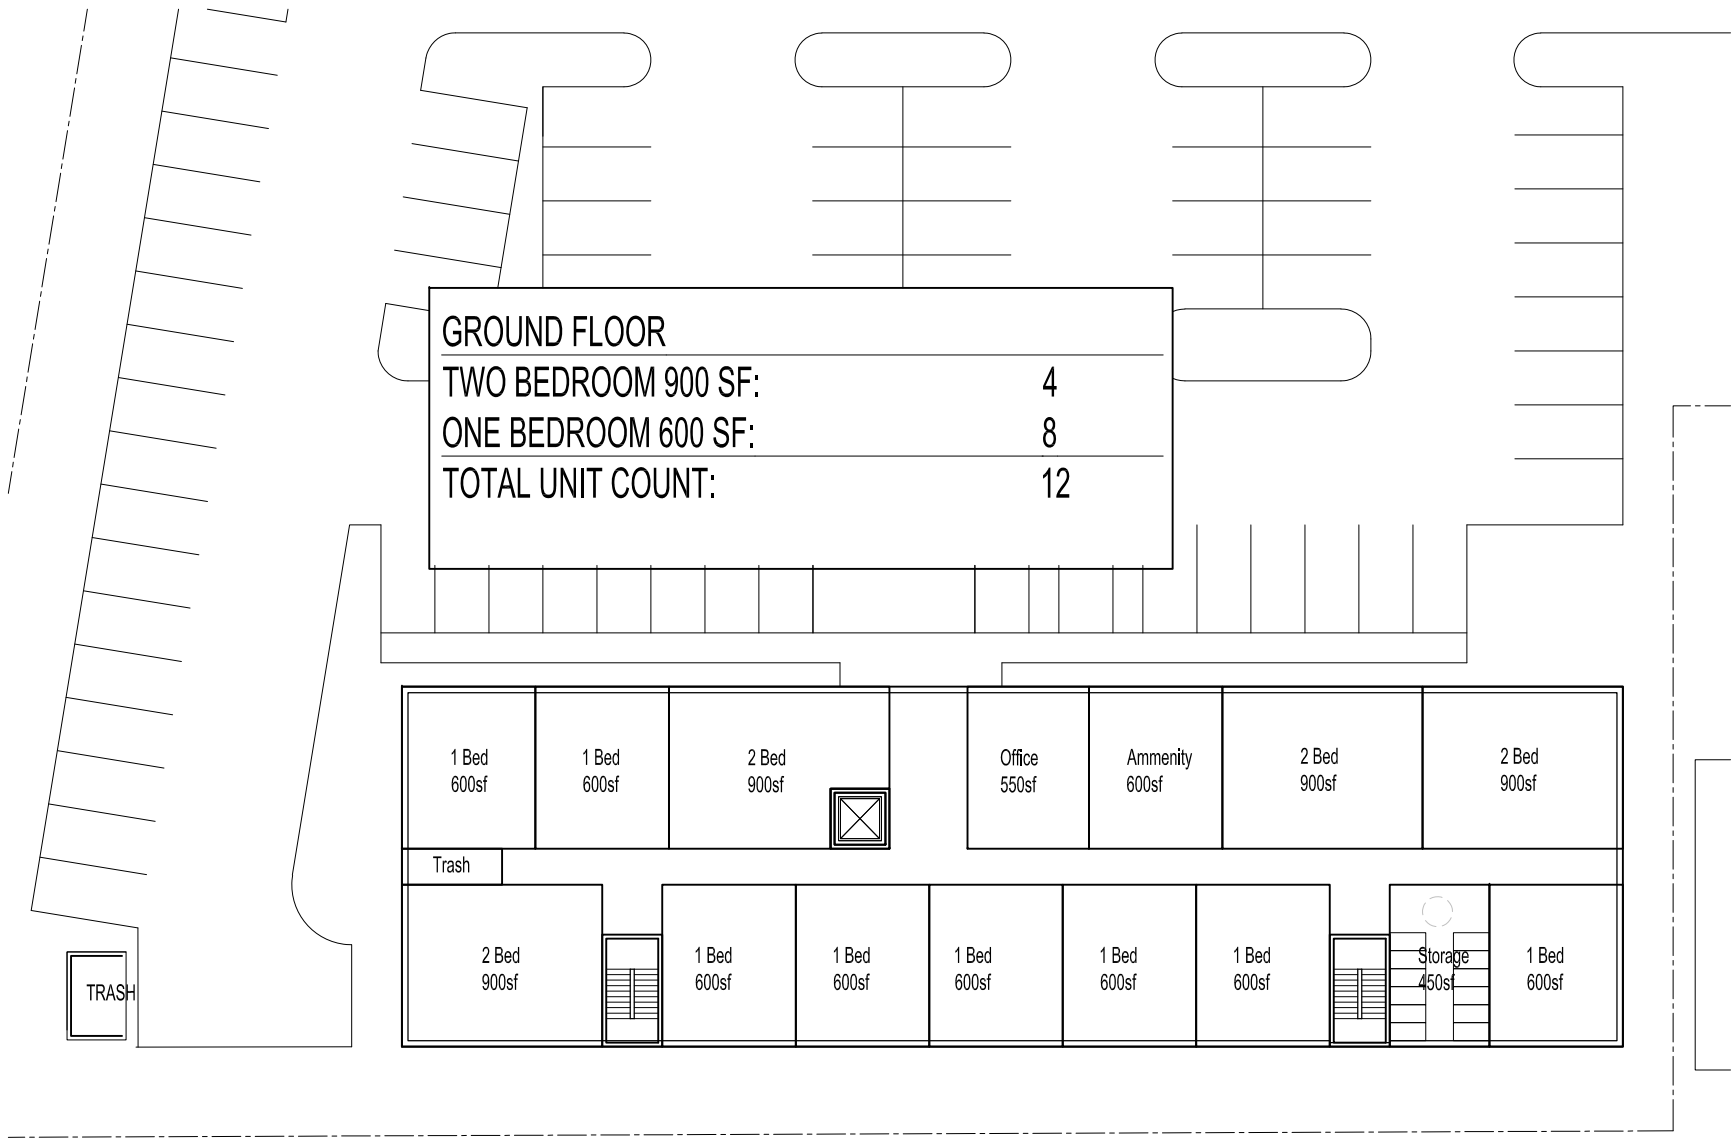 GROUND FLOOR
TWO BEDROOM 900 SF: 4
ONE BEDROOM 600 SF: 8
TOTAL UNIT COUNT: 12
1 Bed
600sf
1 Bed
600sf
2 Bed
900sf
Office
550sf
Ammenity
600sf
2 Bed
900sf
2 Bed
900sf
Trash
2 Bed
900sf
1 Bed
600sf
1 Bed
600sf
1 Bed
600sf
1 Bed
600sf
1 Bed
600sf
Storage
450sf
1 Bed
600sf
TRASH